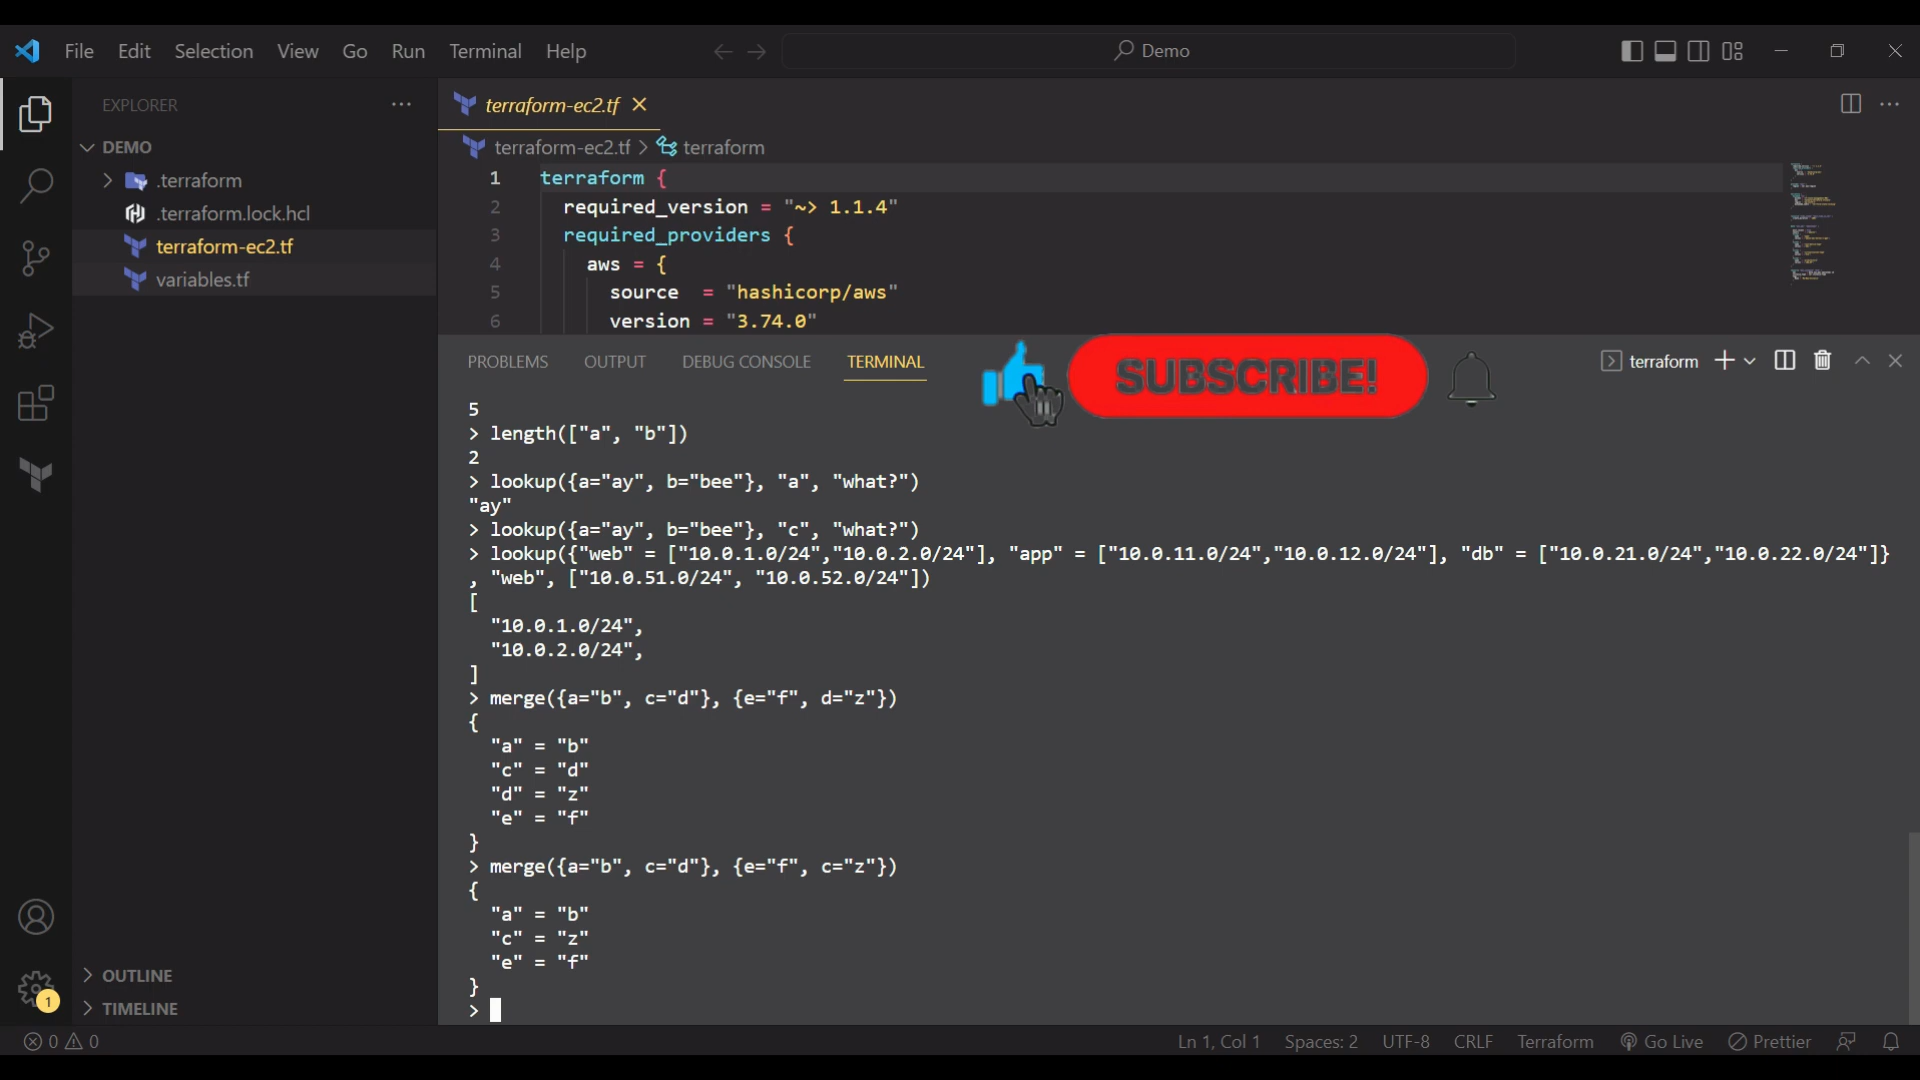 File Edit Selection View Go Run Terminal Help
Demo
EXPLORER
DEMO
.terraform
.terraform.lock.hcl
terraform-ec2.tf
variables.tf
OUTLINE
TIMELINE
terraform-ec2.tf
terraform-ec2.tf > terraform
1 terraform {
2 required_version = "~> 1.1.4"
3 required_providers {
4 aws = {
5 source = "hashicorp/aws"
6 version = "3.74.0"
PROBLEMS OUTPUT DEBUG CONSOLE TERMINAL
SUBSCRIBE!
terraform
5
> length(["a", "b"])
2
> lookup({a="ay", b="bee"}, "a", "what?")
"ay"
> lookup({a="ay", b="bee"}, "c", "what?")
> lookup({"web" = ["10.0.1.0/24","10.0.2.0/24"], "app" = ["10.0.11.0/24","10.0.12.0/24"], "db" = ["10.0.21.0/24","10.0.22.0/24"]}
, "web", ["10.0.51.0/24", "10.0.52.0/24"])
[
"10.0.1.0/24",
"10.0.2.0/24",
]
> merge({a="b", c="d"}, {e="f", d="z"})
{
"a" = "b"
"c" = "d"
"d" = "z"
"e" = "f"
}
> merge({a="b", c="d"}, {e="f", c="z"})
{
"a" = "b"
"c" = "z"
"e" = "f"
}
>
1
0 0
Ln 1, Col 1 Spaces: 2 UTF-8 CRLF Terraform Go Live Prettier